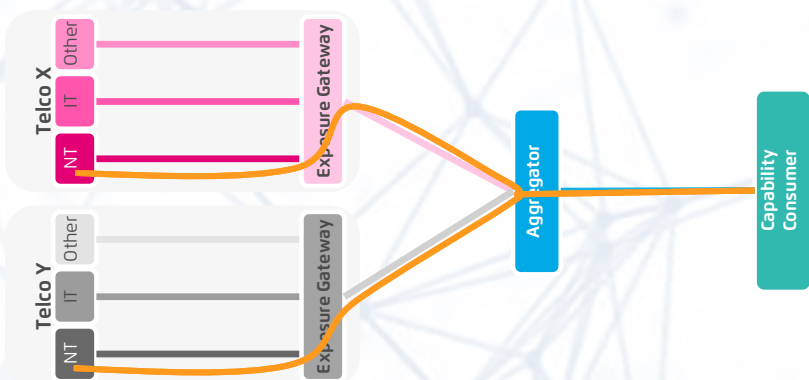 Telco X
Other
IT
NT
Exposure Gateway
Telco Y
Other
IT
NT
Exposure Gateway
Aggregator
Capability
Consumer